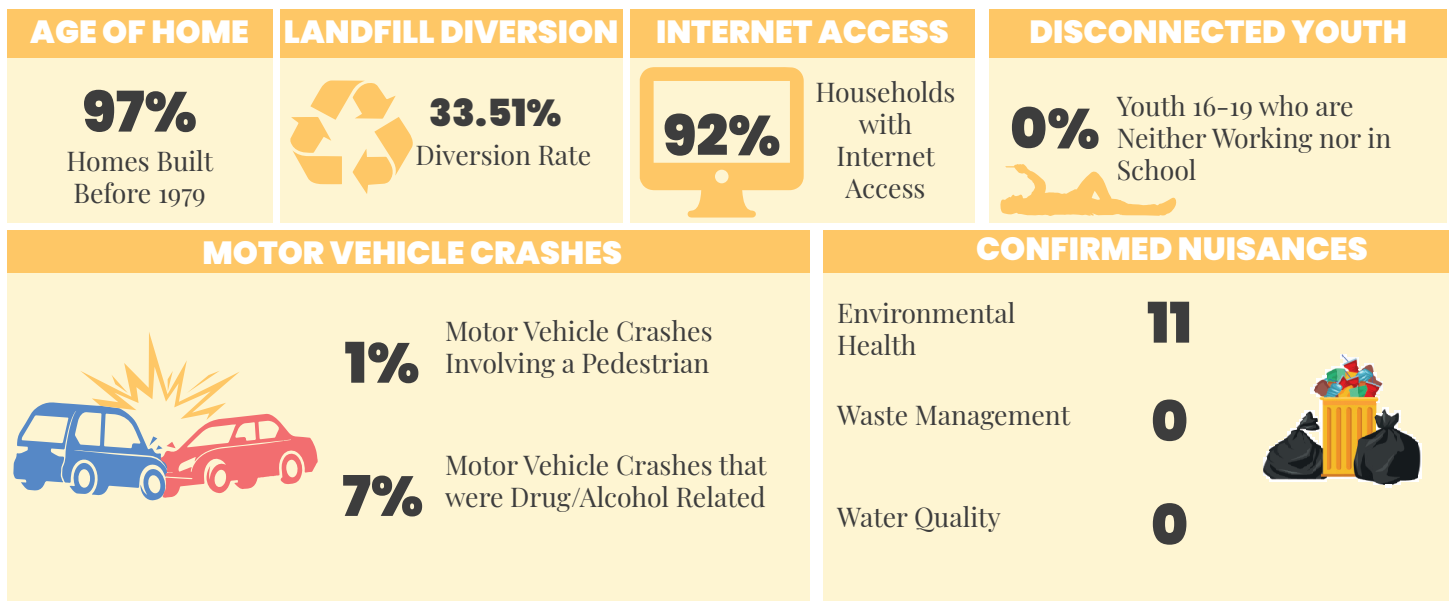 AGE OF HOME
97%
Homes Built
Before 1979
LANDFILL DIVERSION
33.51%
Diversion Rate
INTERNET ACCESS
92%
Households
with
Internet
Access
DISCONNECTED YOUTH
0%
Youth 16-19 who are
Neither Working nor in
School
MOTOR VEHICLE CRASHES
1%
Motor Vehicle Crashes
Involving a Pedestrian
7%
Motor Vehicle Crashes that
were Drug/Alcohol Related
CONFIRMED NUISANCES
Environmental
Health
11
Waste Management
0
Water Quality
0